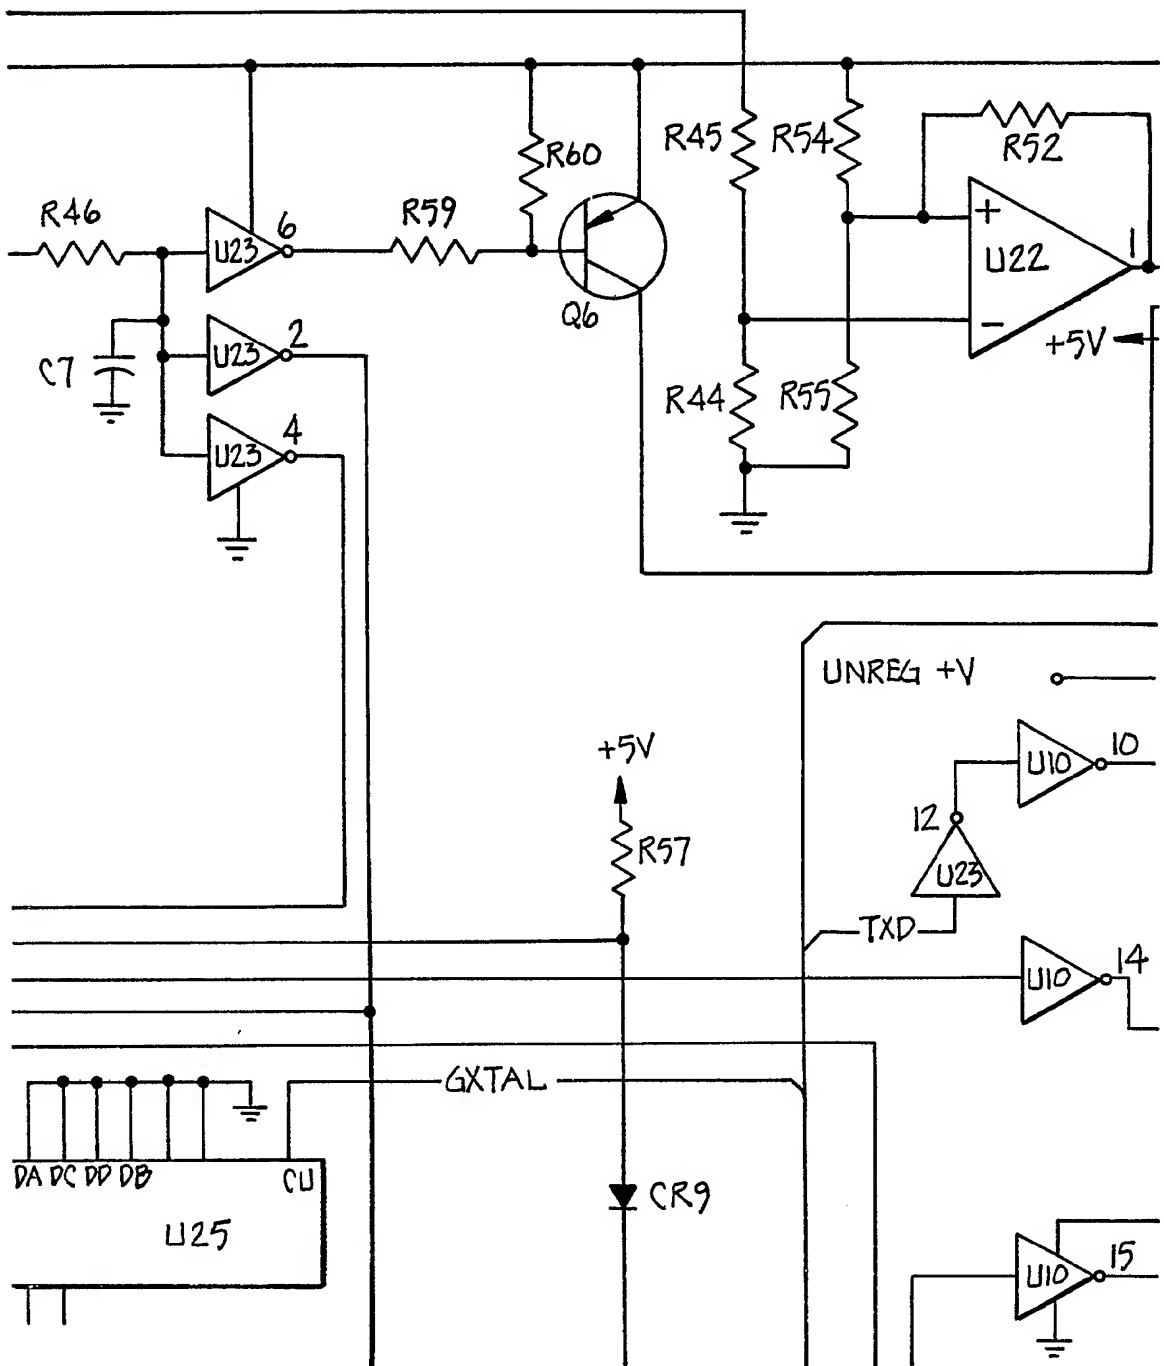 R45
R54
R52
R60
R46
R59
6
U23
+
U22
1
Q6
2
U23
−
+5V
C7
R44
R55
4
U23
UNREG +V
+5V
10
U10
12
R57
U23
TXD
14
U10
GXTAL
DA DC DD DB CU
CR9
U25
15
U10